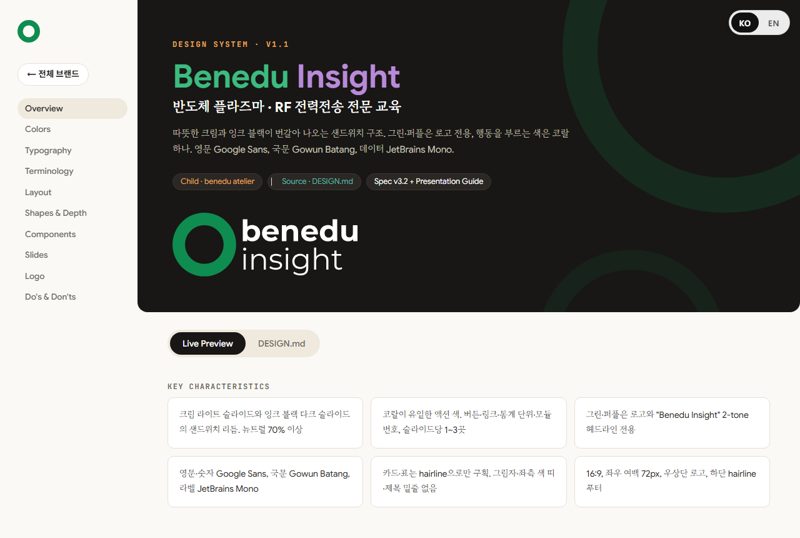 KO EN
← 전체 브랜드
Overview
Colors
Typography
Terminology
Layout
Shapes & Depth
Components
Slides
Logo
Do's & Don'ts
DESIGN SYSTEM · V1.1
Benedu Insight
반도체 플라즈마 · RF 전력전송 전문 교육
따뜻한 크림과 잉크 블랙이 번갈아 나오는 샌드위치 구조. 그린·퍼플은 로고 전용, 행동을 부르는 색은 코랄
하나. 영문 Google Sans, 국문 Gowun Batang, 데이터 JetBrains Mono.
Child · benedu atelier
Source · DESIGN.md
Spec v3.2 + Presentation Guide
benedu
insight
Live Preview
DESIGN.md
KEY CHARACTERISTICS
크림 라이트 슬라이드와 잉크 블랙 다크 슬라이드
의 샌드위치 리듬. 뉴트럴 70% 이상
코랄이 유일한 액션 색. 버튼·링크·통계 단위·모듈
번호, 슬라이드당 1–3곳
그린·퍼플은 로고와 "Benedu Insight" 2-tone
헤드라인 전용
영문·숫자 Google Sans, 국문 Gowun Batang,
라벨 JetBrains Mono
카드·표는 hairline으로만 구획. 그림자·좌측 색 띠
·제목 밑줄 없음
16:9, 좌우 여백 72px, 우상단 로고, 하단 hairline
푸터